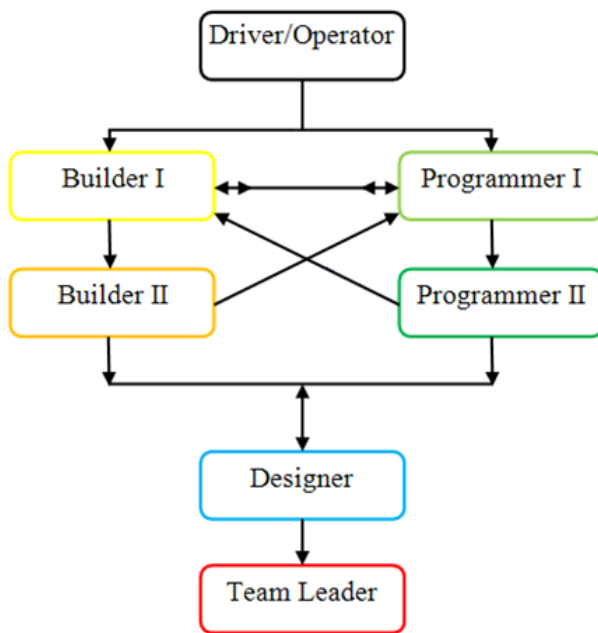 Driver/Operator
Builder I
Programmer I
Builder II
Programmer II
Designer
Team Leader